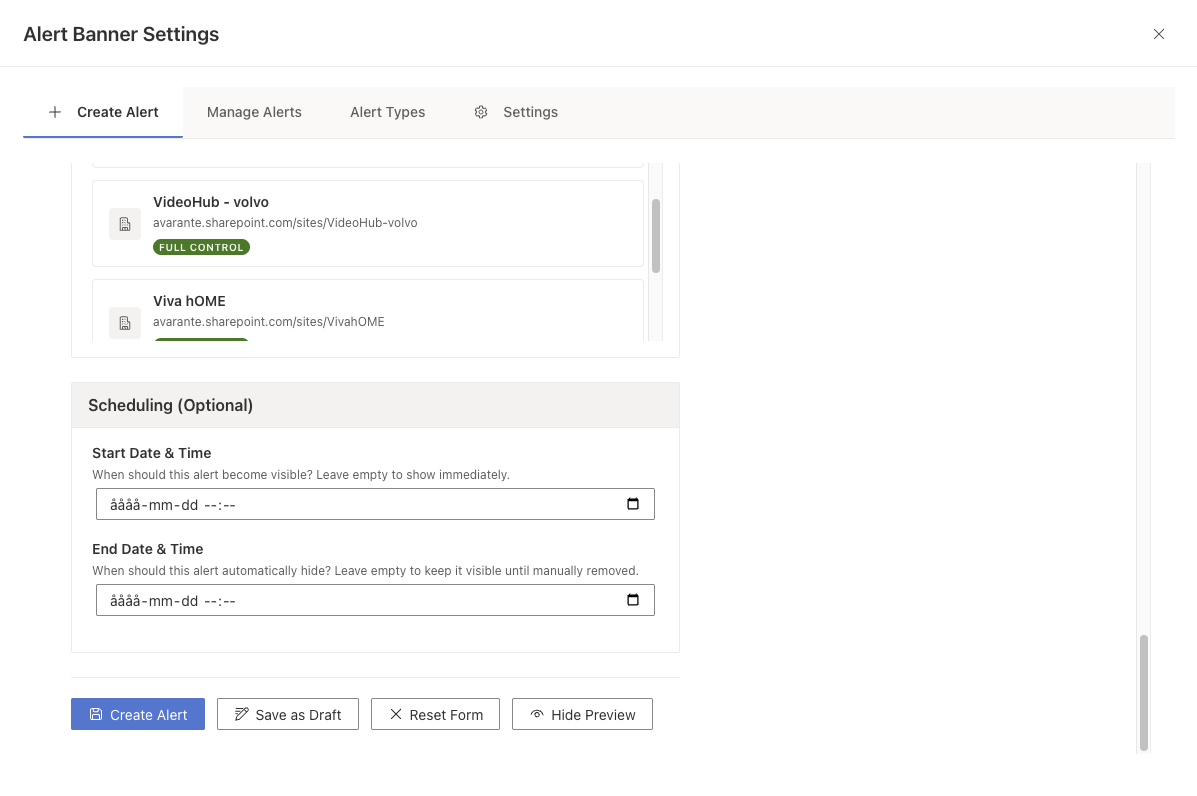 Alert Banner Settings
Create Alert
Manage Alerts
Alert Types
Settings
VideoHub - volvo
avarante.sharepoint.com/sites/VideoHub-volvo
FULL CONTROL
Viva hOME
avarante.sharepoint.com/sites/VivahOME
Scheduling (Optional)
Start Date & Time
When should this alert become visible? Leave empty to show immediately.
åååå-mm-dd --:--
End Date & Time
When should this alert automatically hide? Leave empty to keep it visible until manually removed.
åååå-mm-dd --:--
Create Alert
Save as Draft
Reset Form
Hide Preview